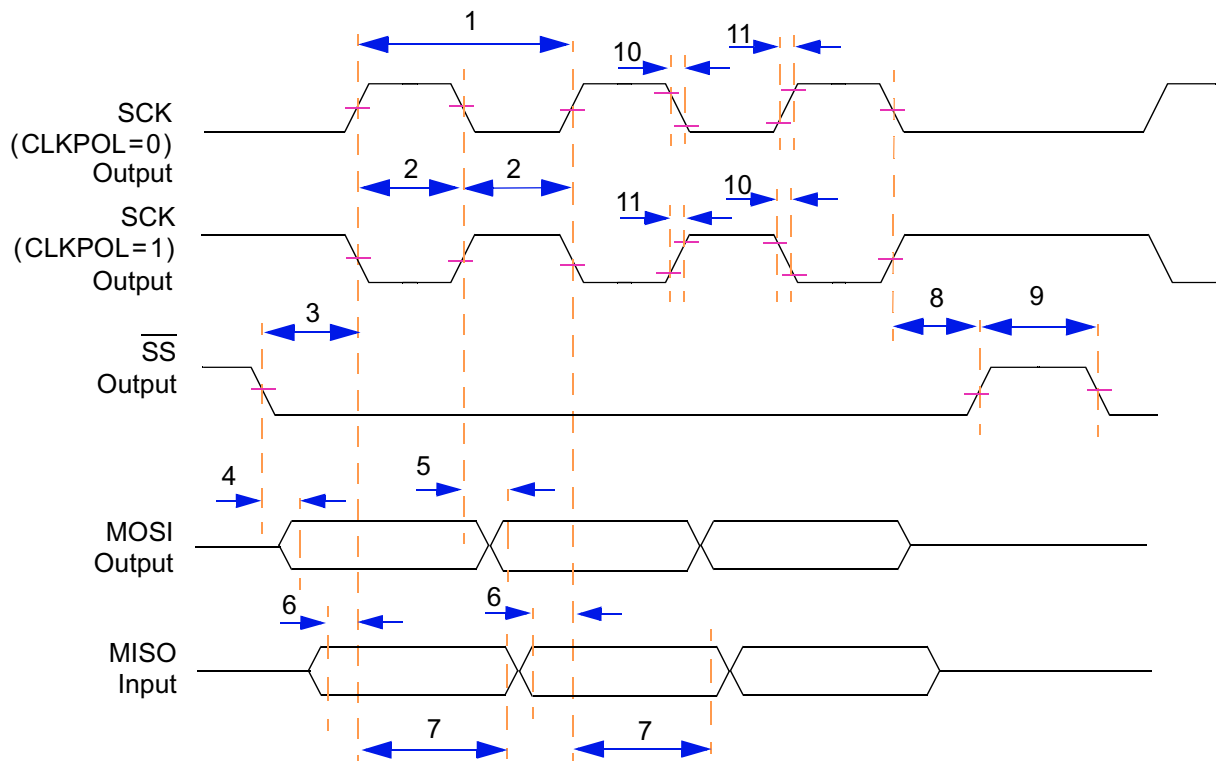 1
10
11
SCK
(CLKPOL=0)
Output
2
2
SCK
(CLKPOL=1)
Output
11
10
3
8
9
SS
Output
4
5
MOSI
Output
6
6
MISO
Input
7
7